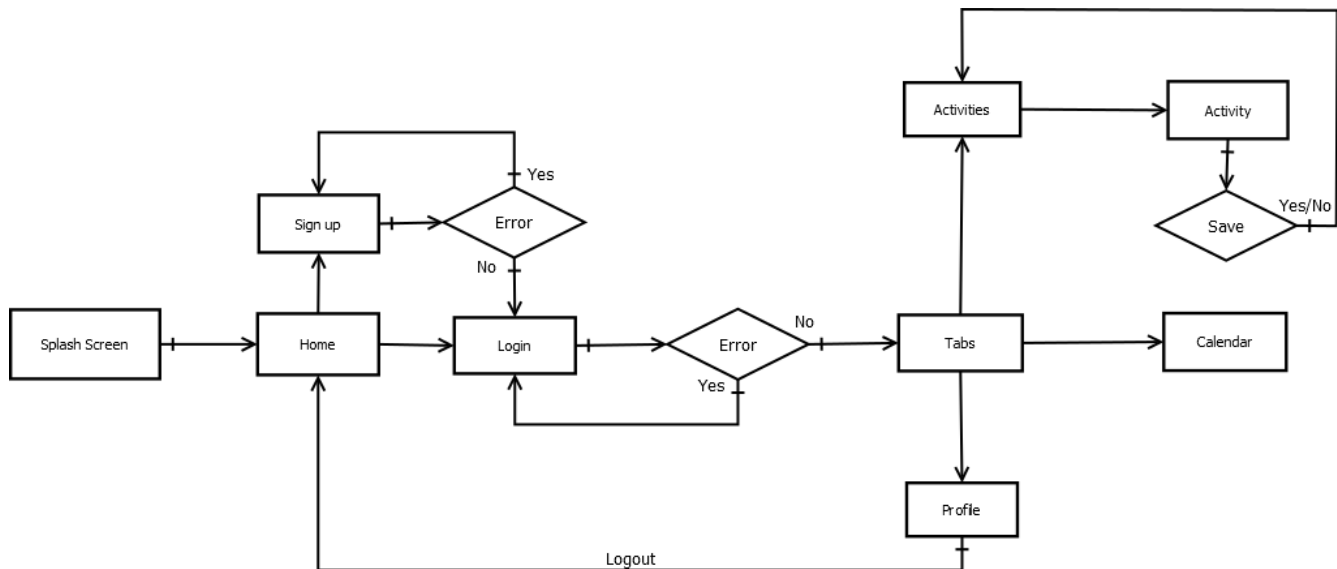 Activities
Activity
Yes
Sign up
Error
Yes/No
Save
No
Splash Screen
Home
Login
Error
No
Tabs
Calendar
Yes
Profile
Logout